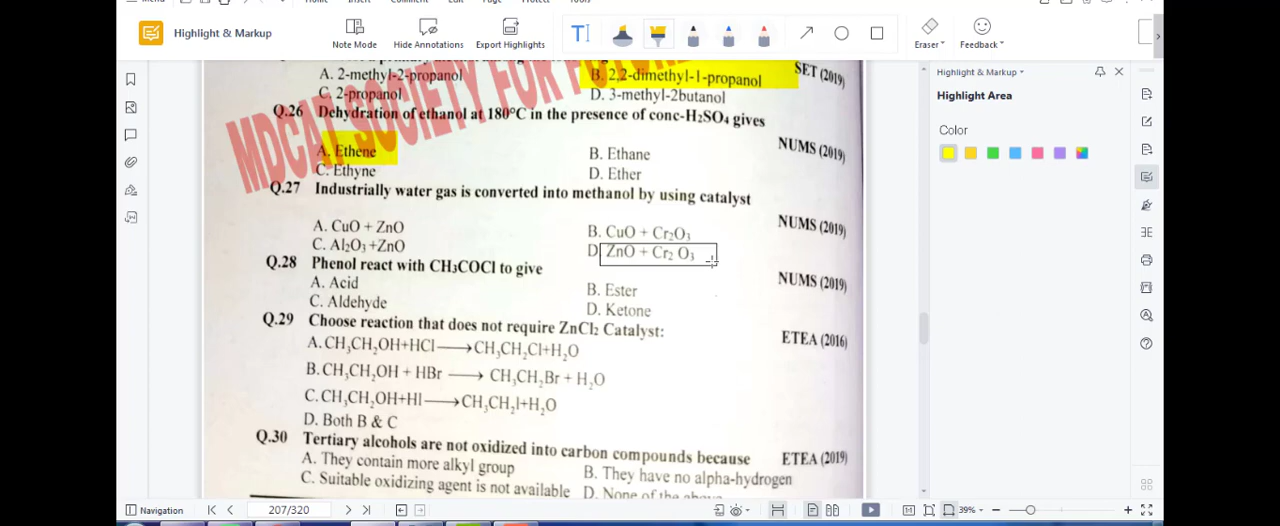 Highlight & Markup
Note Mode
Hide Annotations
Export Highlights
Eraser
Feedback
Highlight & Markup
Highlight Area
Color
A. 2-methyl-2-propanol B. 2,2-dimethyl-1-propanol SET (2019)
C. 2-propanol D. 3-methyl-2butanol
Q.26 Dehydration of ethanol at 180°C in the presence of conc-H₂SO₄ gives
NUMS (2019)
A. Ethene B. Ethane
C. Ethyne D. Ether
Q.27 Industrially water gas is converted into methanol by using catalyst
NUMS (2019)
A. CuO + ZnO B. CuO + Cr₂O₃
C. Al₂O₃ +ZnO D ZnO + Cr₂ O₃
Q.28 Phenol react with CH₃COCl to give
NUMS (2019)
A. Acid B. Ester
C. Aldehyde D. Ketone
Q.29 Choose reaction that does not require ZnCl₂ Catalyst:
ETEA (2016)
A. CH₃CH₂OH+HCl⟶CH₃CH₂Cl+H₂O
B. CH₃CH₂OH + HBr ⟶ CH₃CH₂Br + H₂O
C. CH₃CH₂OH+HI⟶CH₃CH₂I+H₂O
D. Both B & C
Q.30 Tertiary alcohols are not oxidized into carbon compounds because
ETEA (2019)
A. They contain more alkyl group B. They have no alpha-hydrogen
C. Suitable oxidizing agent is not available D. None of the above
MDCAT SOCIETY FOR
Navigation
207/320
39%